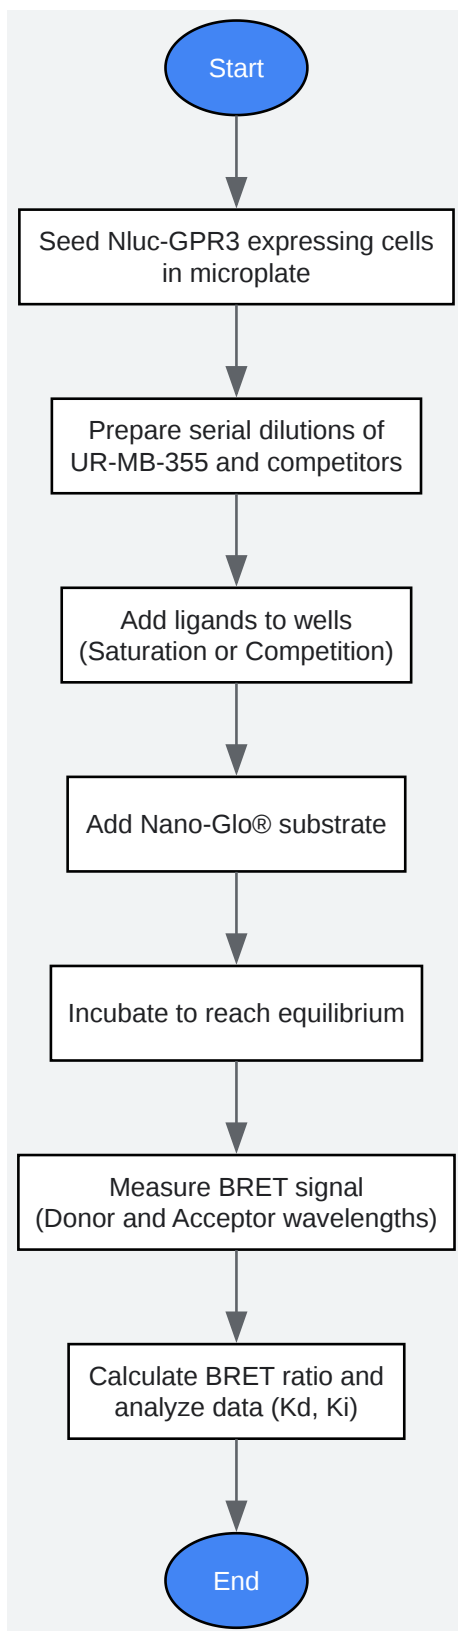 Start
Seed Nluc-GPR3 expressing cells
in microplate
Prepare serial dilutions of
UR-MB-355 and competitors
Add ligands to wells
(Saturation or Competition)
Add Nano-Glo® substrate
Incubate to reach equilibrium
Measure BRET signal
(Donor and Acceptor wavelengths)
Calculate BRET ratio and
analyze data (Kd, Ki)
End